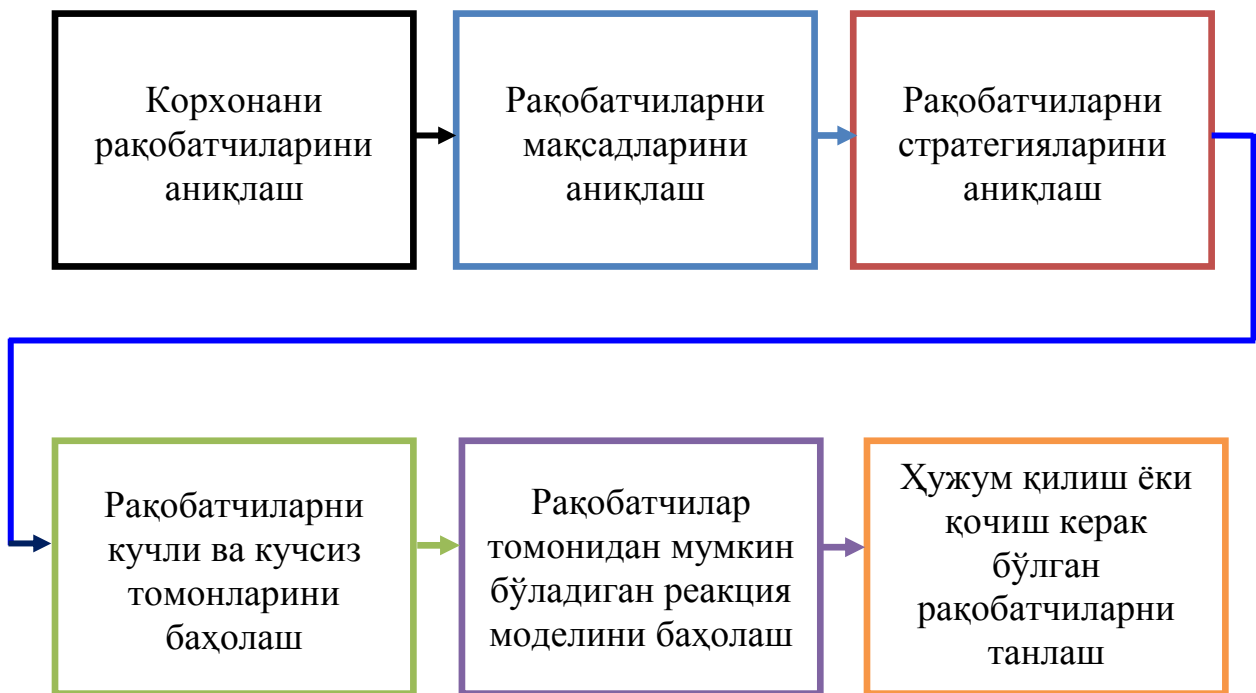 Корхонани
рақобатчиларини
аниқлаш
Рақобатчиларни
мақсадларини
аниқлаш
Рақобатчиларни
стратегияларини
аниқлаш
Рақобатчиларни
кучли ва кучсиз
томонларини
баҳолаш
Рақобатчилар
томонидан мумкин
бўладиган реакция
моделини баҳолаш
Ҳужум қилиш ёки
қочиш керак
бўлган
рақобатчиларни
танлаш